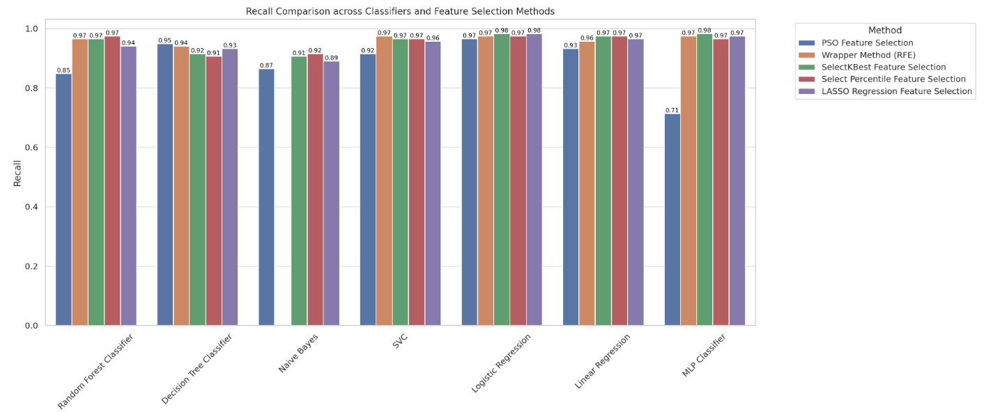 Recall Comparison across Classifiers and Feature Selection Methods
Recall
1.0
0.8
0.6
0.4
0.2
0.0
0.85 0.97 0.97 0.97 0.94
0.95 0.94 0.92 0.91 0.93
0.87 0.91 0.92 0.89
0.92 0.97 0.97 0.97 0.96
0.97 0.97 0.98 0.97 0.98
0.93 0.96 0.97 0.97 0.97
0.71 0.97 0.98 0.97 0.97
Random Forest Classifier
Decision Tree Classifier
Naive Bayes
SVC
Logistic Regression
Linear Regression
MLP Classifier
Method
PSO Feature Selection
Wrapper Method (RFE)
SelectKBest Feature Selection
Select Percentile Feature Selection
LASSO Regression Feature Selection